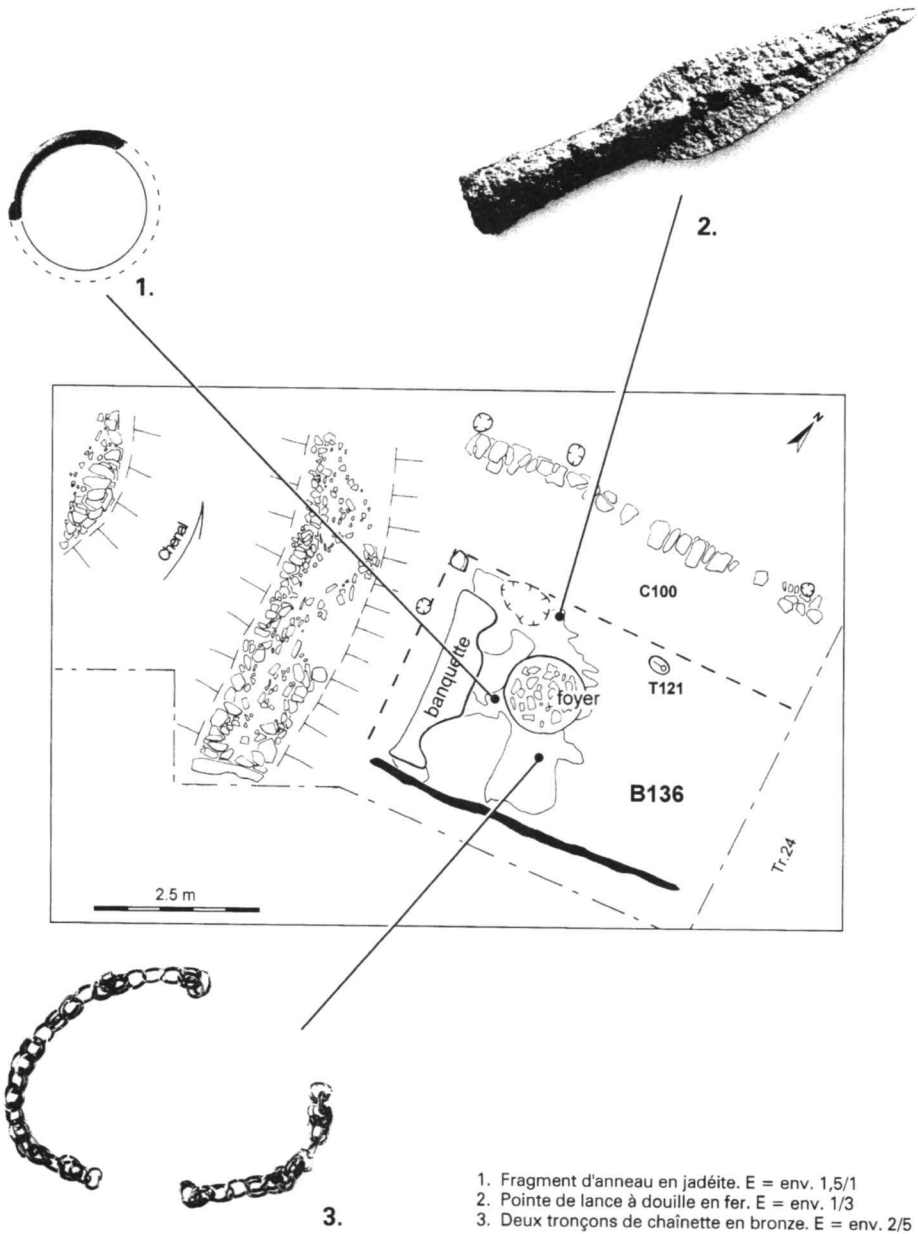 1.
2.
N
Chenal
C100
banquette
foyer
T121
B136
Tr.24
2.5 m
3.
1. Fragment d'anneau en jadéite. E = env. 1,5/1
2. Pointe de lance à douille en fer. E = env. 1/3
3. Deux tronçons de chaînette en bronze. E = env. 2/5